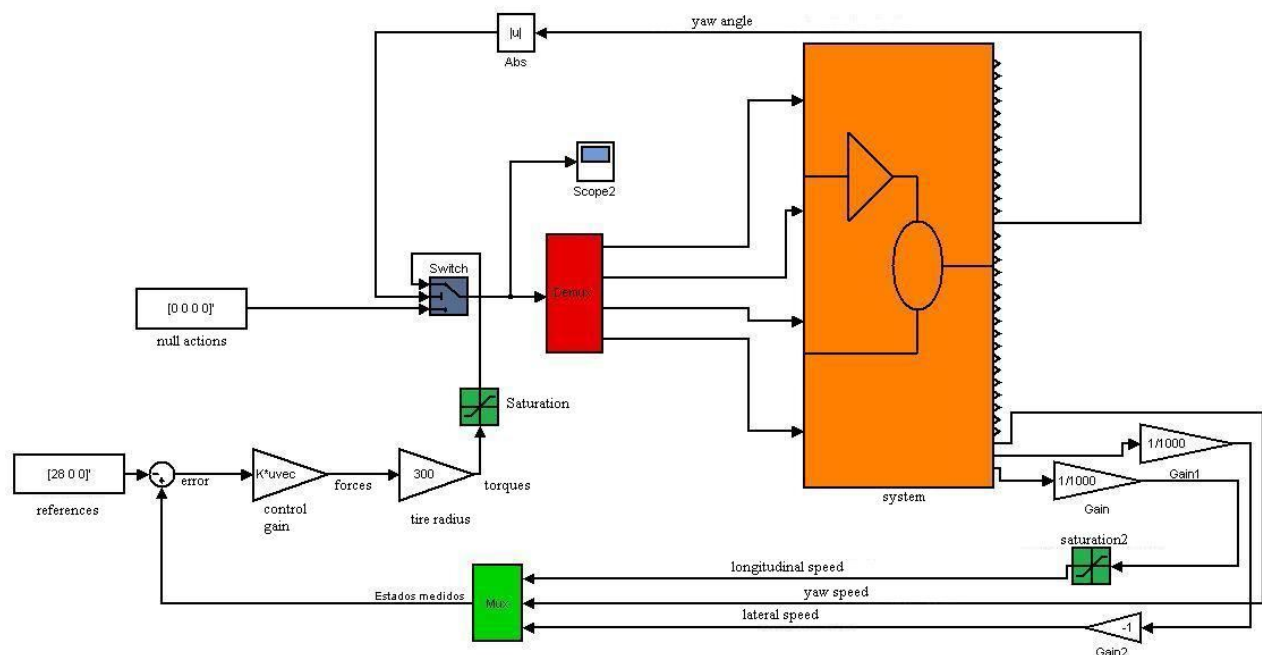 yaw angle
|u|
Abs
Scope2
Switch
Demux
[0 0 0 0]'
null actions
Saturation
[28 0 0]'
references
error
K*uvec
control
gain
forces
300
tire radius
torques
system
1/1000
Gain1
1/1000
Gain
saturation2
longitudinal speed
Estados medidos
Mux
yaw speed
lateral speed
-1
Gain2